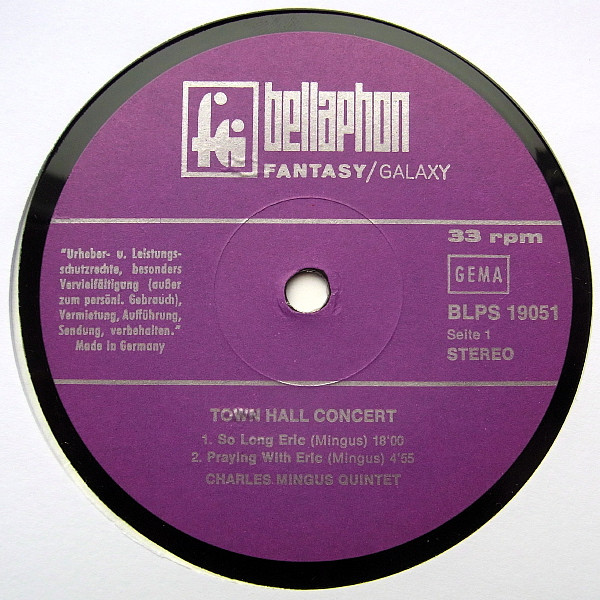 fG
bellaphon
FANTASY/GALAXY
"Urheber- u. Leistungs-
schutzrechte, besonders
Vervielfältigung (außer
zum persönl. Gebrauch),
Vermietung, Aufführung,
Sendung, vorbehalten."
Made in Germany
33 rpm
GEMA
BLPS 19051
Seite 1
STEREO
TOWN HALL CONCERT
1. So Long Eric (Mingus) 18'00
2. Praying With Eric (Mingus) 4'55
CHARLES MINGUS QUINTET